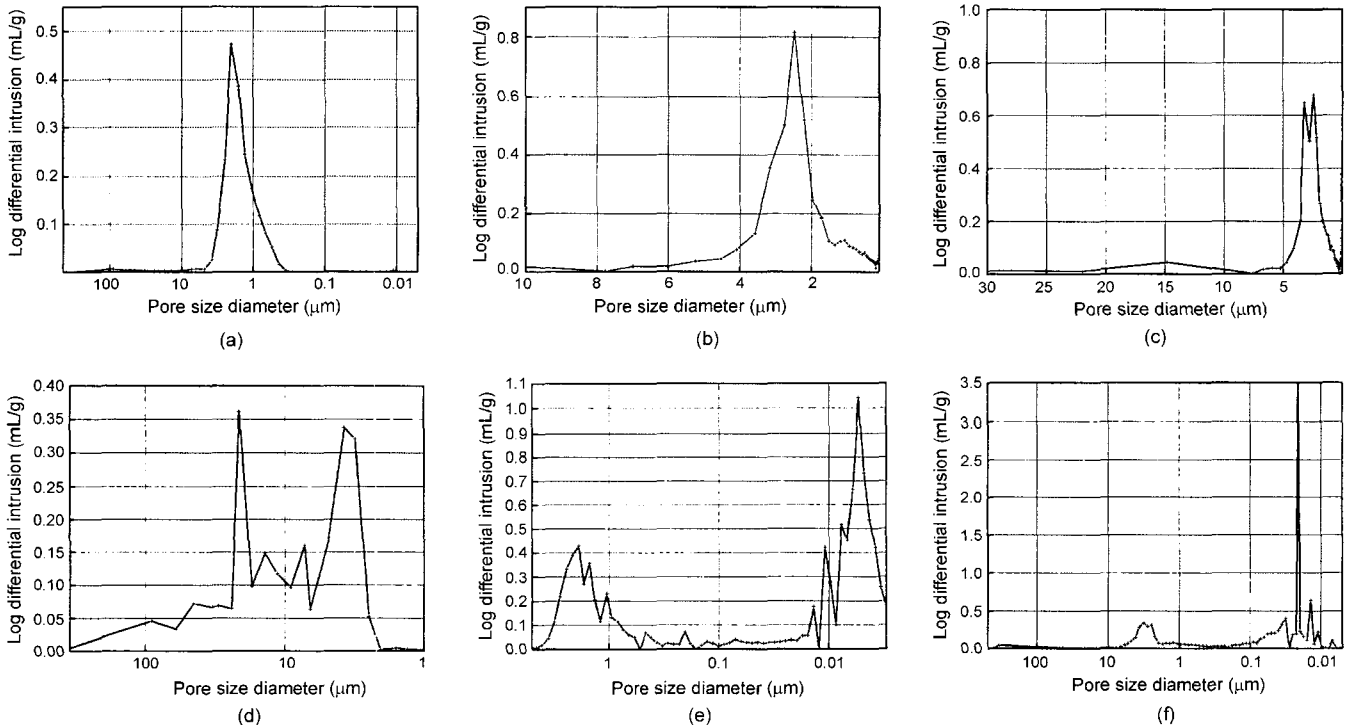 Log differential intrusion (mL/g)
0.5
0.4
0.3
0.2
0.1
100 10 1 0.1 0.01
Pore size diameter (μm)
(a)
Log differential intrusion (mL/g)
0.8
0.6
0.4
0.2
0.0
10 8 6 4 2
Pore size diameter (μm)
(b)
Log differential intrusion (mL/g)
1.0
0.8
0.6
0.4
0.2
0.0
30 25 20 15 10 5
Pore size diameter (μm)
(c)
Log differential intrusion (mL/g)
0.40
0.35
0.30
0.25
0.20
0.15
0.10
0.05
0.00
100 10 1
Pore size diameter (μm)
(d)
Log differential intrusion (mL/g)
1.1
1.0
0.9
0.8
0.7
0.6
0.5
0.4
0.3
0.2
0.1
0.0
1 0.1 0.01
Pore size diameter (μm)
(e)
Log differential intrusion (mL/g)
3.5
3.0
2.5
2.0
1.5
1.0
0.5
0.0
100 10 1 0.1 0.01
Pore size diameter (μm)
(f)